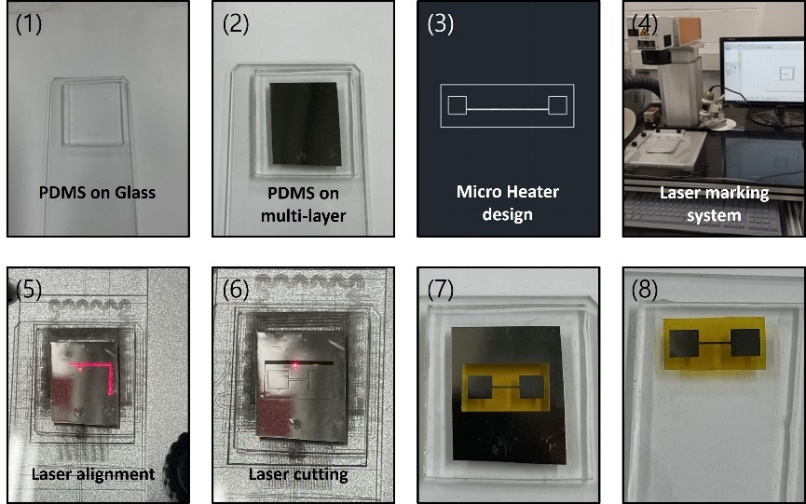 (1)
PDMS on Glass
(2)
PDMS on
multi-layer
(3)
Micro Heater
design
(4)
Laser marking
system
(5)
Laser alignment
(6)
Laser cutting
(7)
(8)